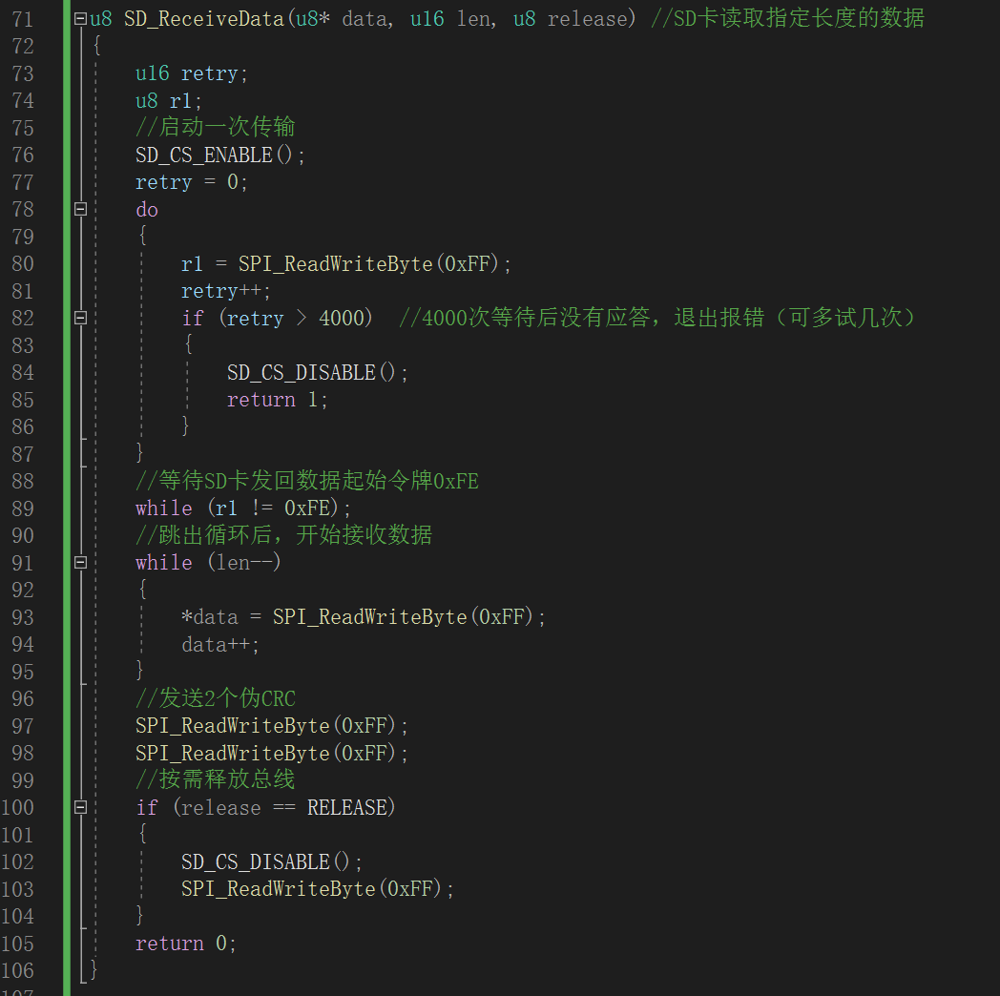 71 u8 SD_ReceiveData(u8* data, u16 len, u8 release) //SD卡读取指定长度的数据
72 {
73 u16 retry;
74 u8 r1;
75 //启动一次传输
76 SD_CS_ENABLE();
77 retry = 0;
78 do
79 {
80 r1 = SPI_ReadWriteByte(0xFF);
81 retry++;
82 if (retry > 4000) //4000次等待后没有应答，退出报错（可多试几次）
83 {
84 SD_CS_DISABLE();
85 return 1;
86 }
87 }
88 //等待SD卡发回数据起始令牌0xFE
89 while (r1 != 0xFE);
90 //跳出循环后，开始接收数据
91 while (len--)
92 {
93 *data = SPI_ReadWriteByte(0xFF);
94 data++;
95 }
96 //发送2个伪CRC
97 SPI_ReadWriteByte(0xFF);
98 SPI_ReadWriteByte(0xFF);
99 //按需释放总线
100 if (release == RELEASE)
101 {
102 SD_CS_DISABLE();
103 SPI_ReadWriteByte(0xFF);
104 }
105 return 0;
106 }